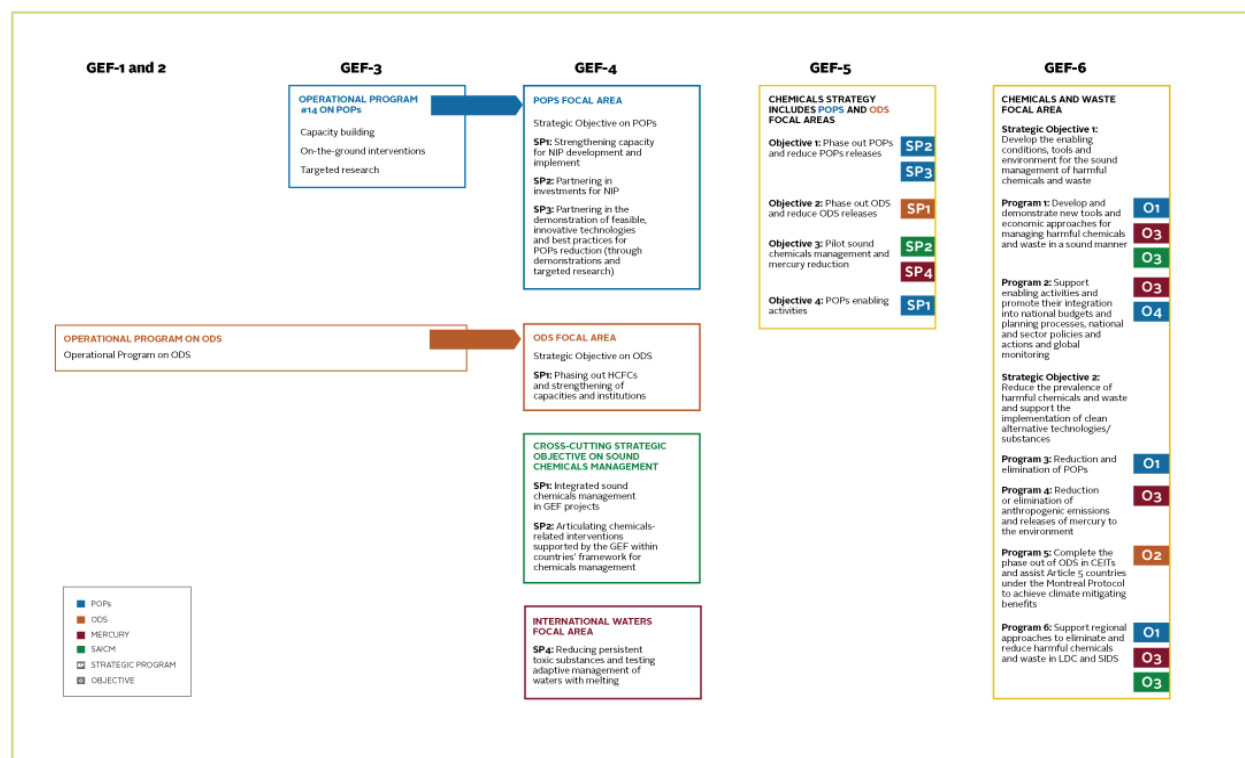 GEF-1 and 2
GEF-3
GEF-4
GEF-5
GEF-6
OPERATIONAL PROGRAM
#14 ON POPs
Capacity building
On-the-ground interventions
Targeted research
OPERATIONAL PROGRAM ON ODS
Operational Program on ODS
POPS FOCAL AREA
Strategic Objective on POPs
SP1: Strengthening capacity
for NIP development and
implement
SP2: Partnering in
investments for NIP
SP3: Partnering in the
demonstration of feasible,
innovative technologies
and best practices for
POPs reduction (through
demonstrations and
targeted research)
ODS FOCAL AREA
Strategic Objective on ODS
SP1: Phasing out HCFCs
and strengthening of
capacities and institutions
CROSS-CUTTING STRATEGIC
OBJECTIVE ON SOUND
CHEMICALS MANAGEMENT
SP1: Integrated sound
chemicals management
in GEF projects
SP2: Articulating chemicals-
related interventions
supported by the GEF within
countries' framework for
chemicals management
INTERNATIONAL WATERS
FOCAL AREA
SP4: Reducing persistent
toxic substances and testing
adaptive management of
waters with melting
CHEMICALS STRATEGY
INCLUDES POPS AND ODS
FOCAL AREAS
Objective 1: Phase out POPs
and reduce POPs releases
SP2
SP3
Objective 2: Phase out ODS
and reduce ODS releases
SP1
Objective 3: Pilot sound
chemicals management and
mercury reduction
SP2
SP4
Objective 4: POPs enabling
activities
SP1
CHEMICALS AND WASTE
FOCAL AREA
Strategic Objective 1:
Develop the enabling
conditions, tools and
environment for the sound
management of harmful
chemicals and waste
Program 1: Develop and
demonstrate new tools and
economic approaches for
managing harmful chemicals
and waste in a sound manner
O1
O3
O3
Program 2: Support
enabling activities and
promote their integration
into national budgets and
planning processes, national
and sector policies and
actions and global
monitoring
O3
O4
Strategic Objective 2:
Reduce the prevalence of
harmful chemicals and waste
and support the
implementation of clean
alternative technologies/
substances
Program 3: Reduction and
elimination of POPs
O1
Program 4: Reduction
or elimination of
anthropogenic emissions
and releases of mercury to
the environment
O3
Program 5: Complete the
phase out of ODS in CEITs
and assist Article 5 countries
under the Montreal Protocol
to achieve climate mitigating
benefits
O2
Program 6: Support regional
approaches to eliminate and
reduce harmful chemicals
and waste in LDC and SIDS
O1
O3
O3
POPs
ODS
MERCURY
SAICM
SP STRATEGIC PROGRAM
O OBJECTIVE